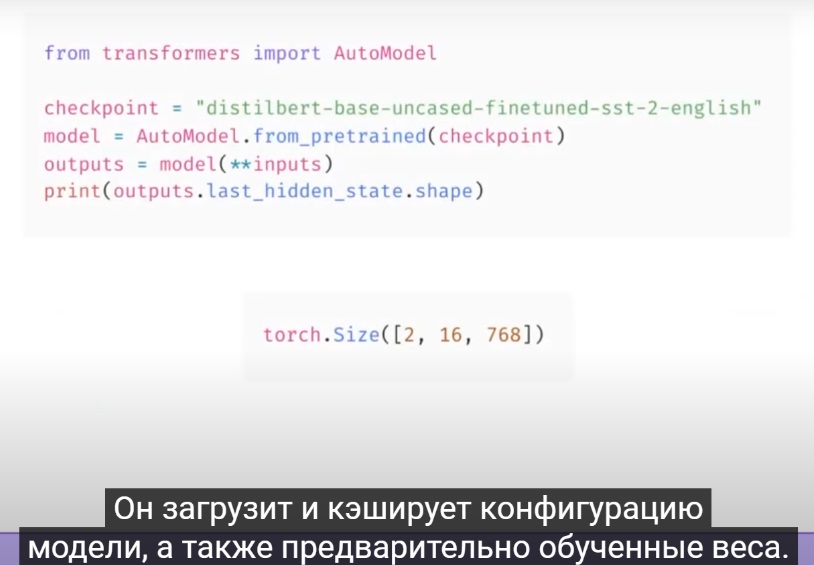 from transformers import AutoModel
checkpoint = "distilbert-base-uncased-finetuned-sst-2-english"
model = AutoModel.from_pretrained(checkpoint)
outputs = model(**inputs)
print(outputs.last_hidden_state.shape)
torch.Size([2, 16, 768])
Он загрузит и кэширует конфигурацию
модели, а также предварительно обученные веса.